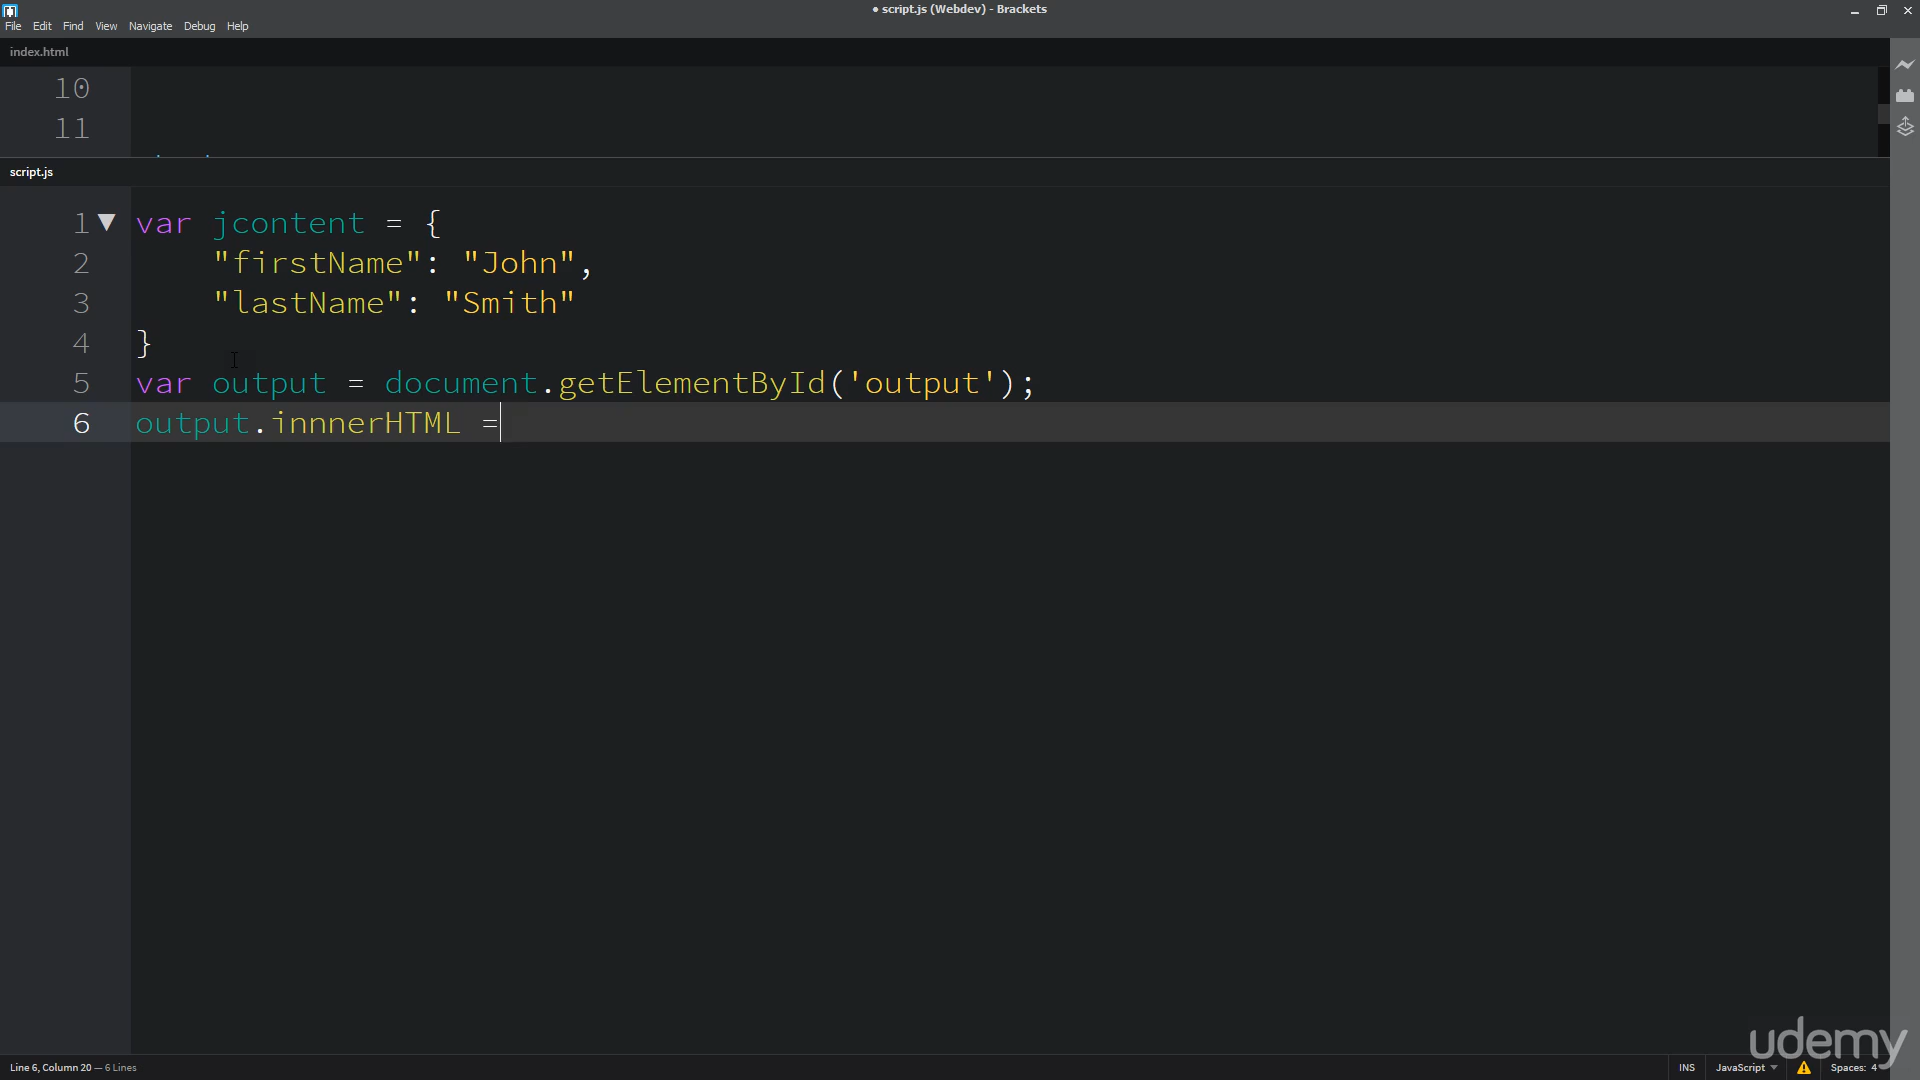 script.js (Webdev) - Brackets
File Edit Find View Navigate Debug Help
index.html
10
11
script.js
1 var jcontent = {
2 "firstName": "John",
3 "lastName": "Smith"
4 }
5 var output = document.getElementById('output');
6 output.innnerHTML =
udemy
Line 6, Column 20 — 6 Lines
INS JavaScript Spaces: 4